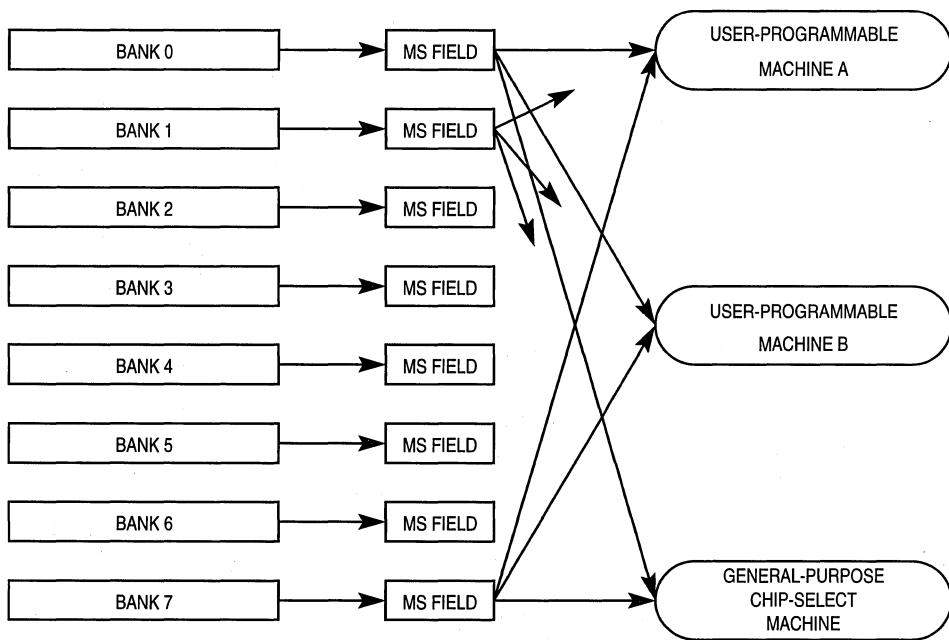 BANK 0
MS FIELD
USER-PROGRAMMABLE
MACHINE A
BANK 1
MS FIELD
BANK 2
MS FIELD
BANK 3
MS FIELD
USER-PROGRAMMABLE
MACHINE B
BANK 4
MS FIELD
BANK 5
MS FIELD
BANK 6
MS FIELD
BANK 7
MS FIELD
GENERAL-PURPOSE
CHIP-SELECT
MACHINE